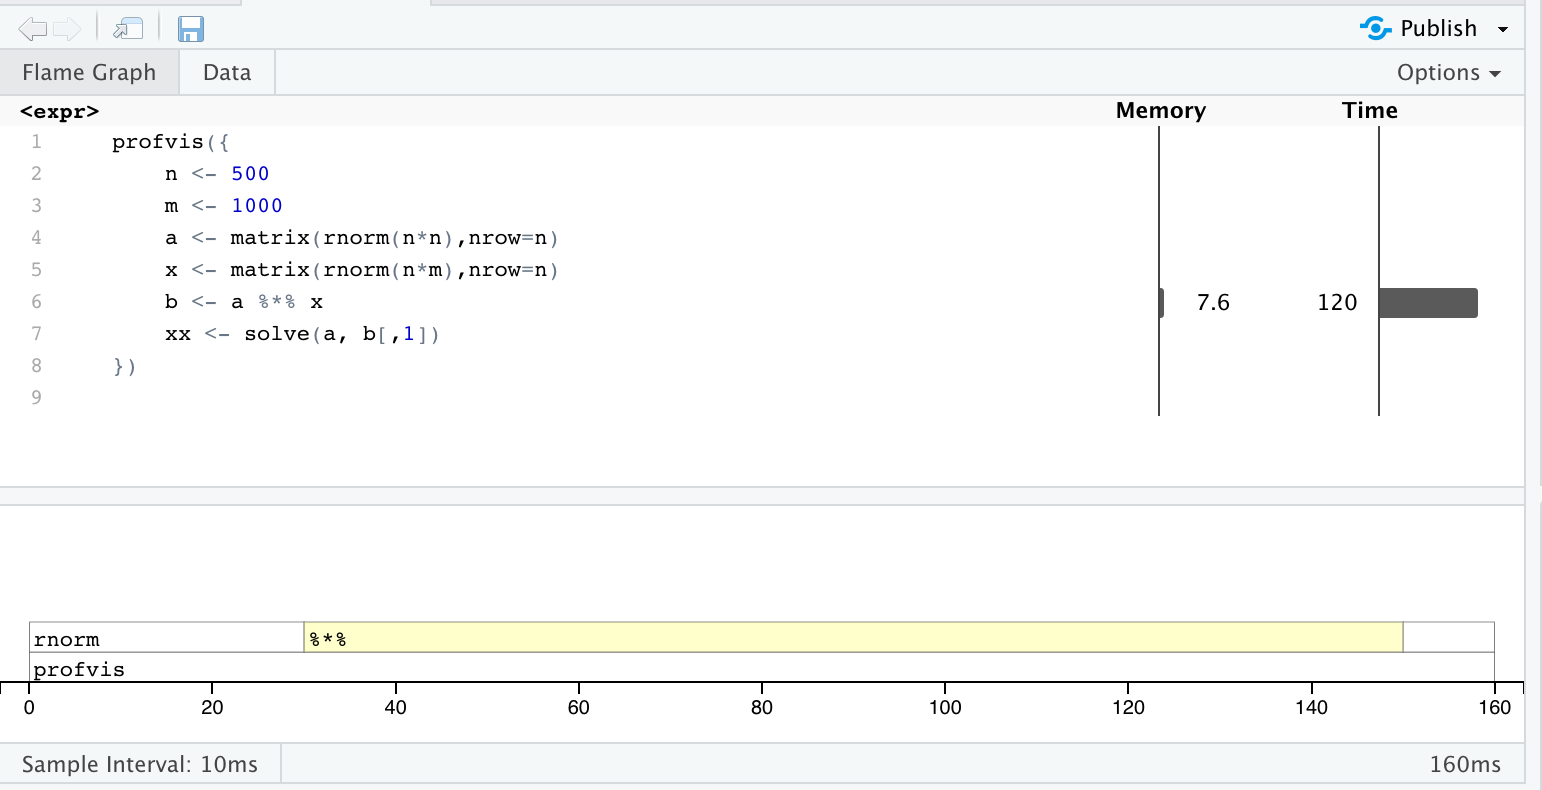 Publish
Flame Graph Data Options
<expr> Memory Time
1 profvis({
2 n <- 500
3 m <- 1000
4 a <- matrix(rnorm(n*n),nrow=n)
5 x <- matrix(rnorm(n*m),nrow=n)
6 b <- a %*% x 7.6 120
7 xx <- solve(a, b[,1])
8 })
9
rnorm %*%
profvis
0 20 40 60 80 100 120 140 160
Sample Interval: 10ms 160ms